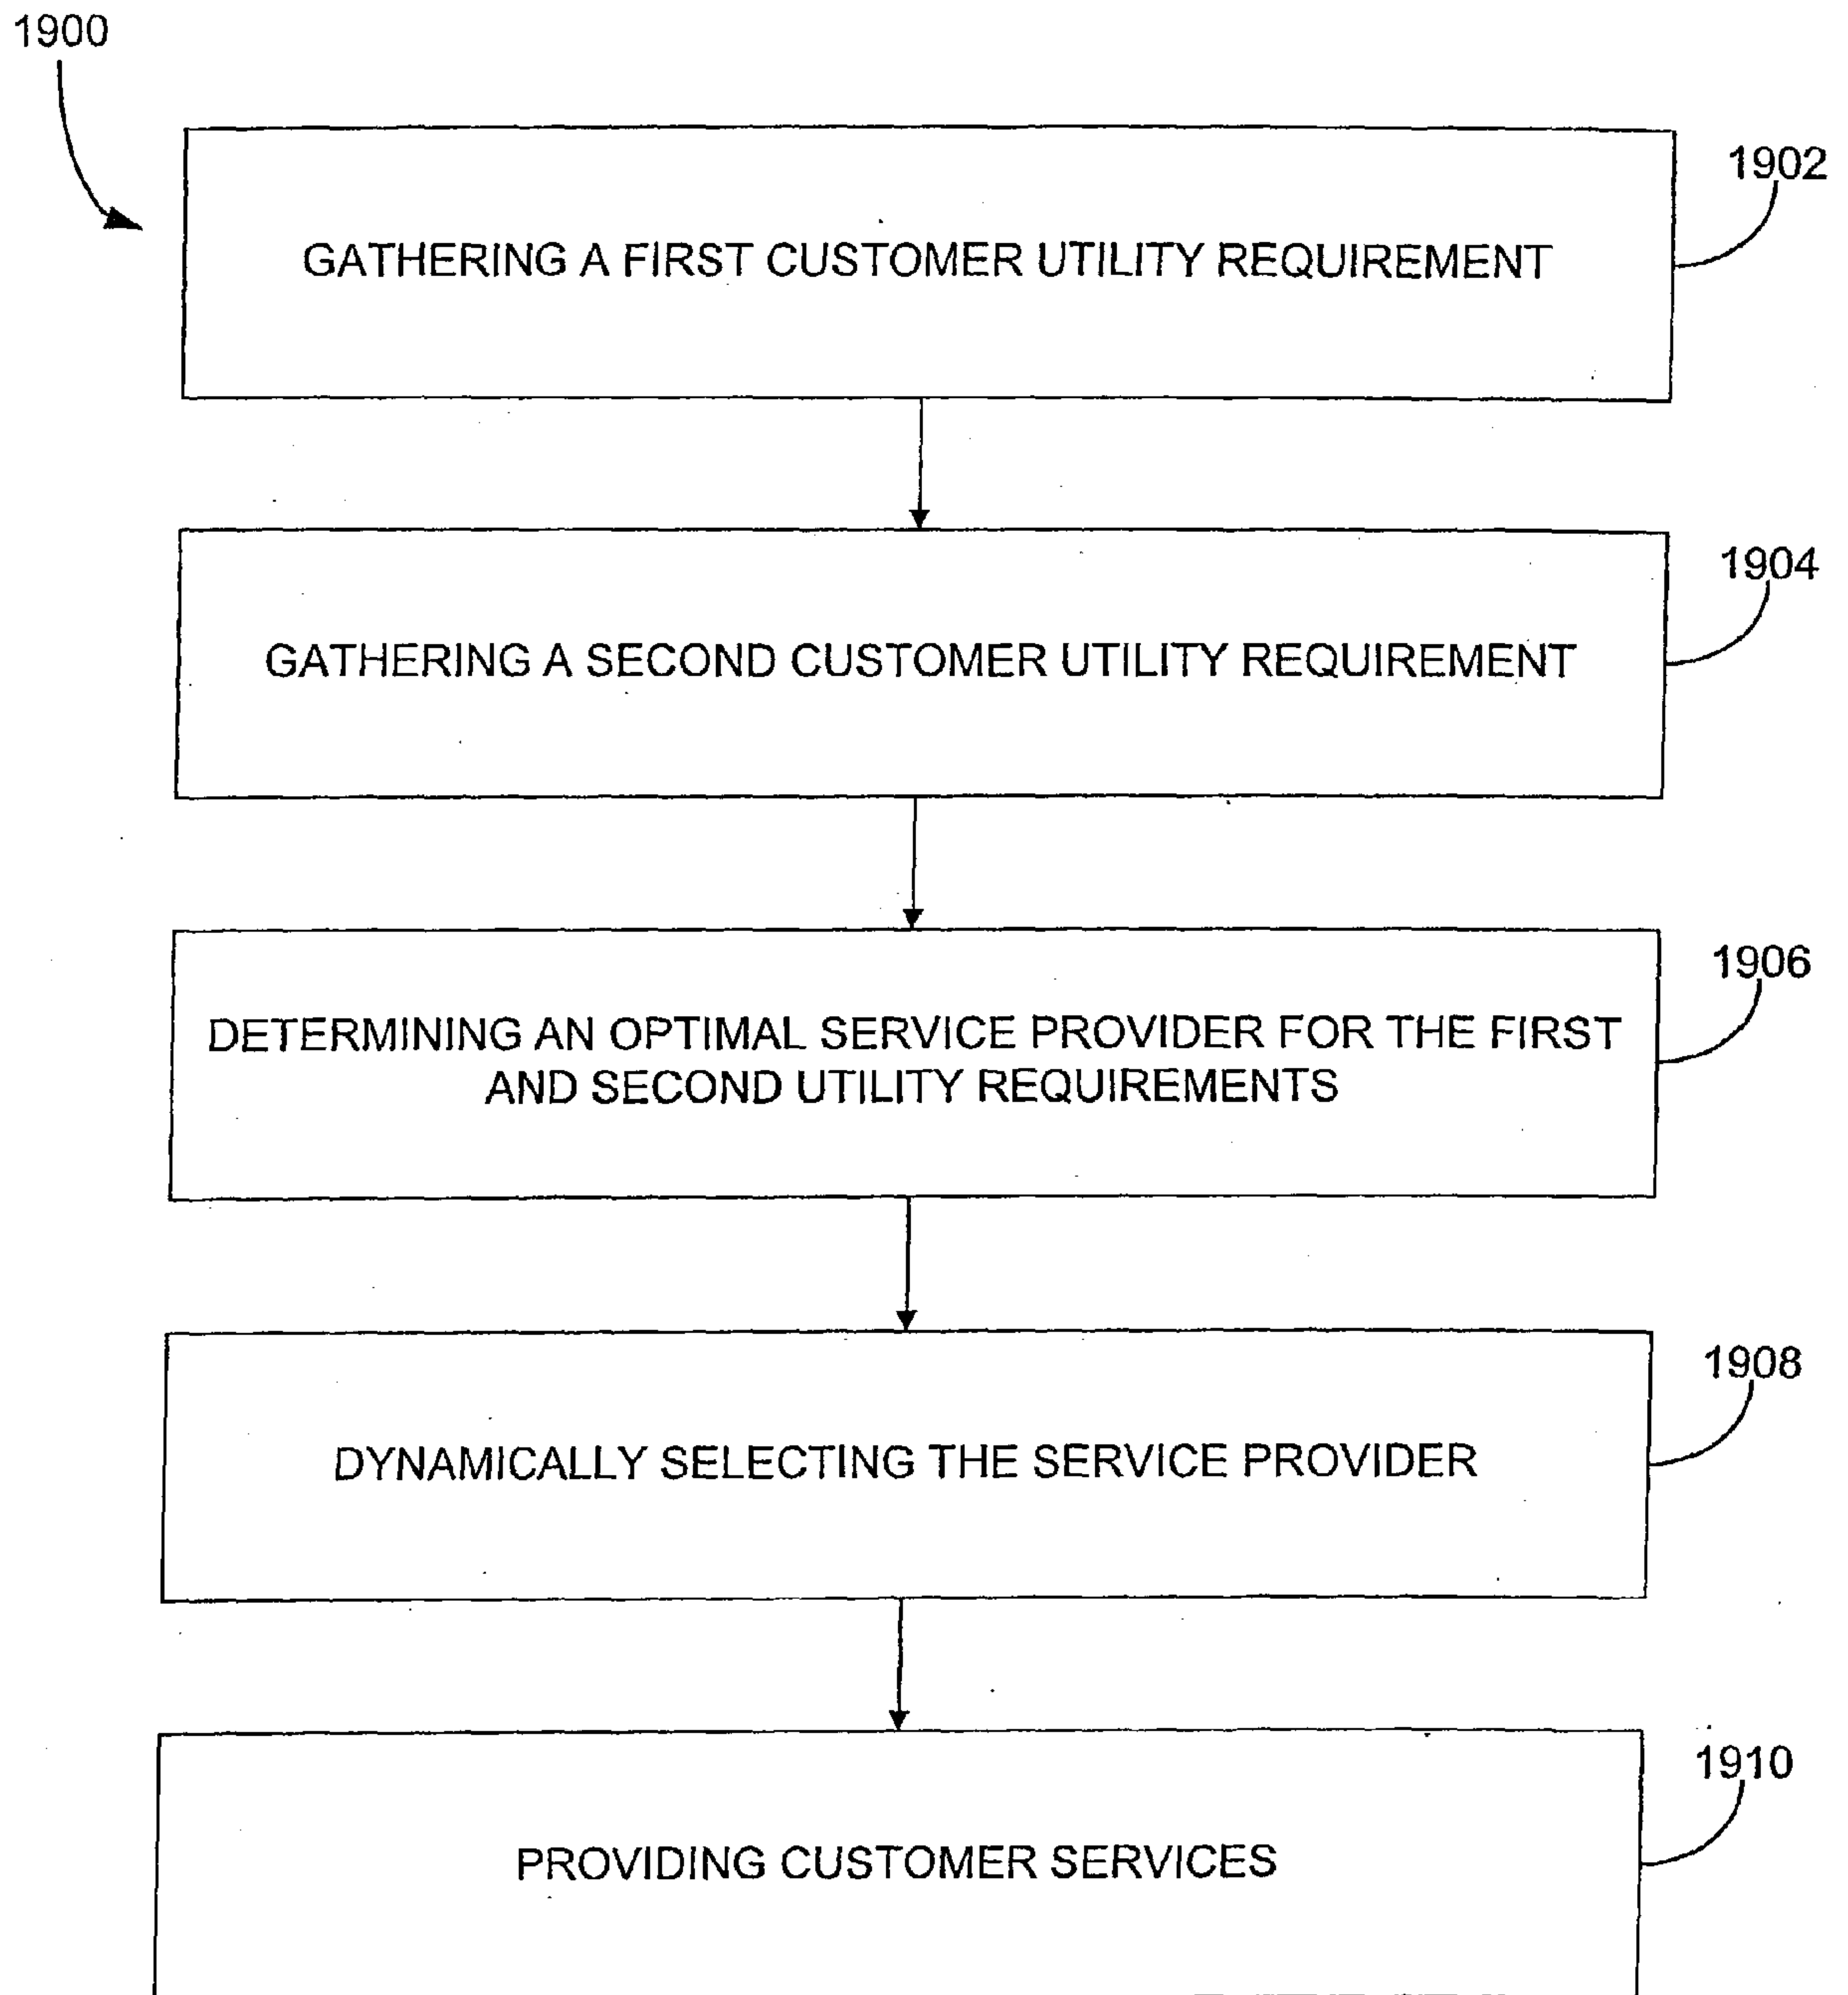 1900
1902
GATHERING A FIRST CUSTOMER UTILITY REQUIREMENT
1904
GATHERING A SECOND CUSTOMER UTILITY REQUIREMENT
1906
DETERMINING AN OPTIMAL SERVICE PROVIDER FOR THE FIRST
AND SECOND UTILITY REQUIREMENTS
1908
DYNAMICALLY SELECTING THE SERVICE PROVIDER
1910
PROVIDING CUSTOMER SERVICES